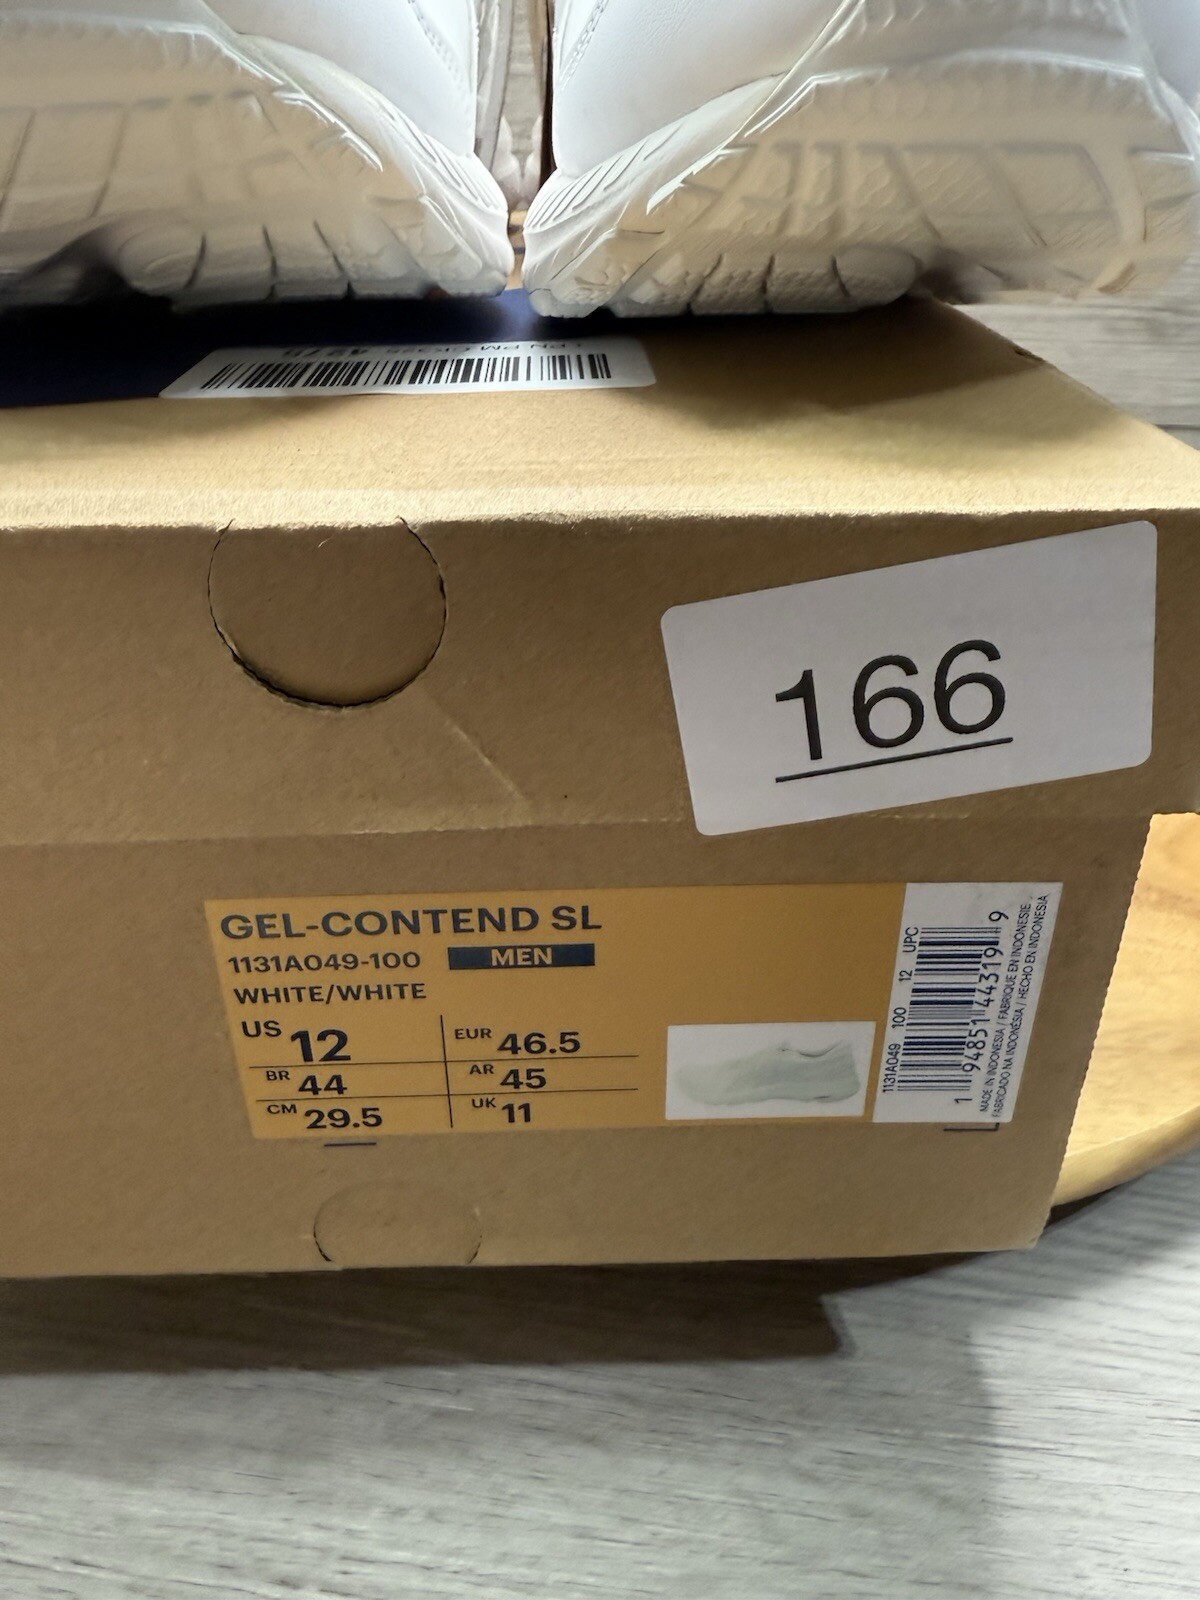 166
GEL-CONTEND SL
1131A049-100 MEN
WHITE/WHITE
US 12 EUR 46.5
BR 44 AR 45
CM 29.5 UK 11
1131A049 100 12 UPC
1 94851 44319 9
MADE IN INDONESIA / FABRIQUE EN INDONESIE
FABRICADO NA INDONÉSIA / HECHO EN INDONESIA